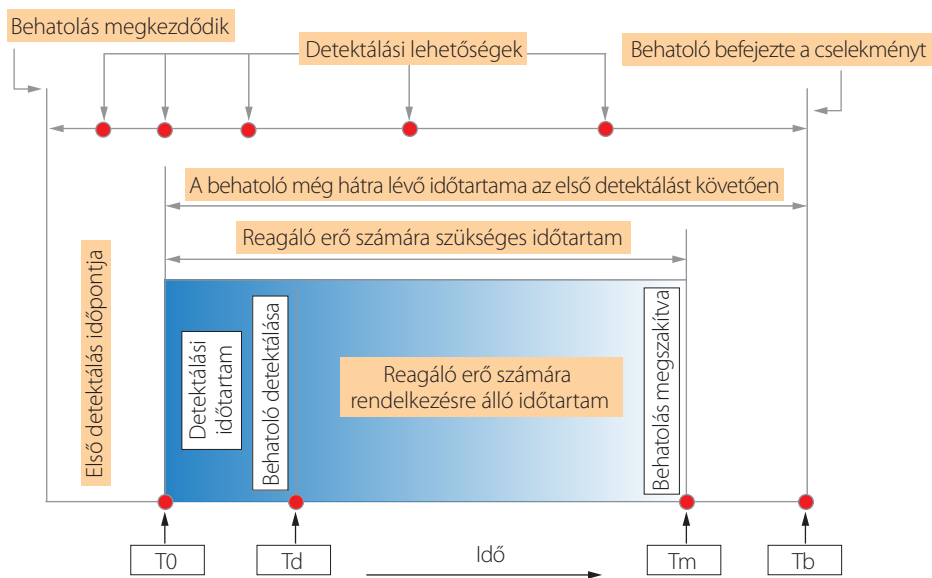 Behatolás megkezdődik
Detektálási lehetőségek
Behatoló befejezte a cselekményt
A behatoló még hátra lévő időtartama az első detektálást követően
Reagáló erő számára szükséges időtartam
Első detektálás időpontja
Detektálási
időtartam
Behatoló detektálása
Reagáló erő számára
rendelkezésre álló időtartam
Behatolás megszakítva
T0
Td
Idő
Tm
Tb